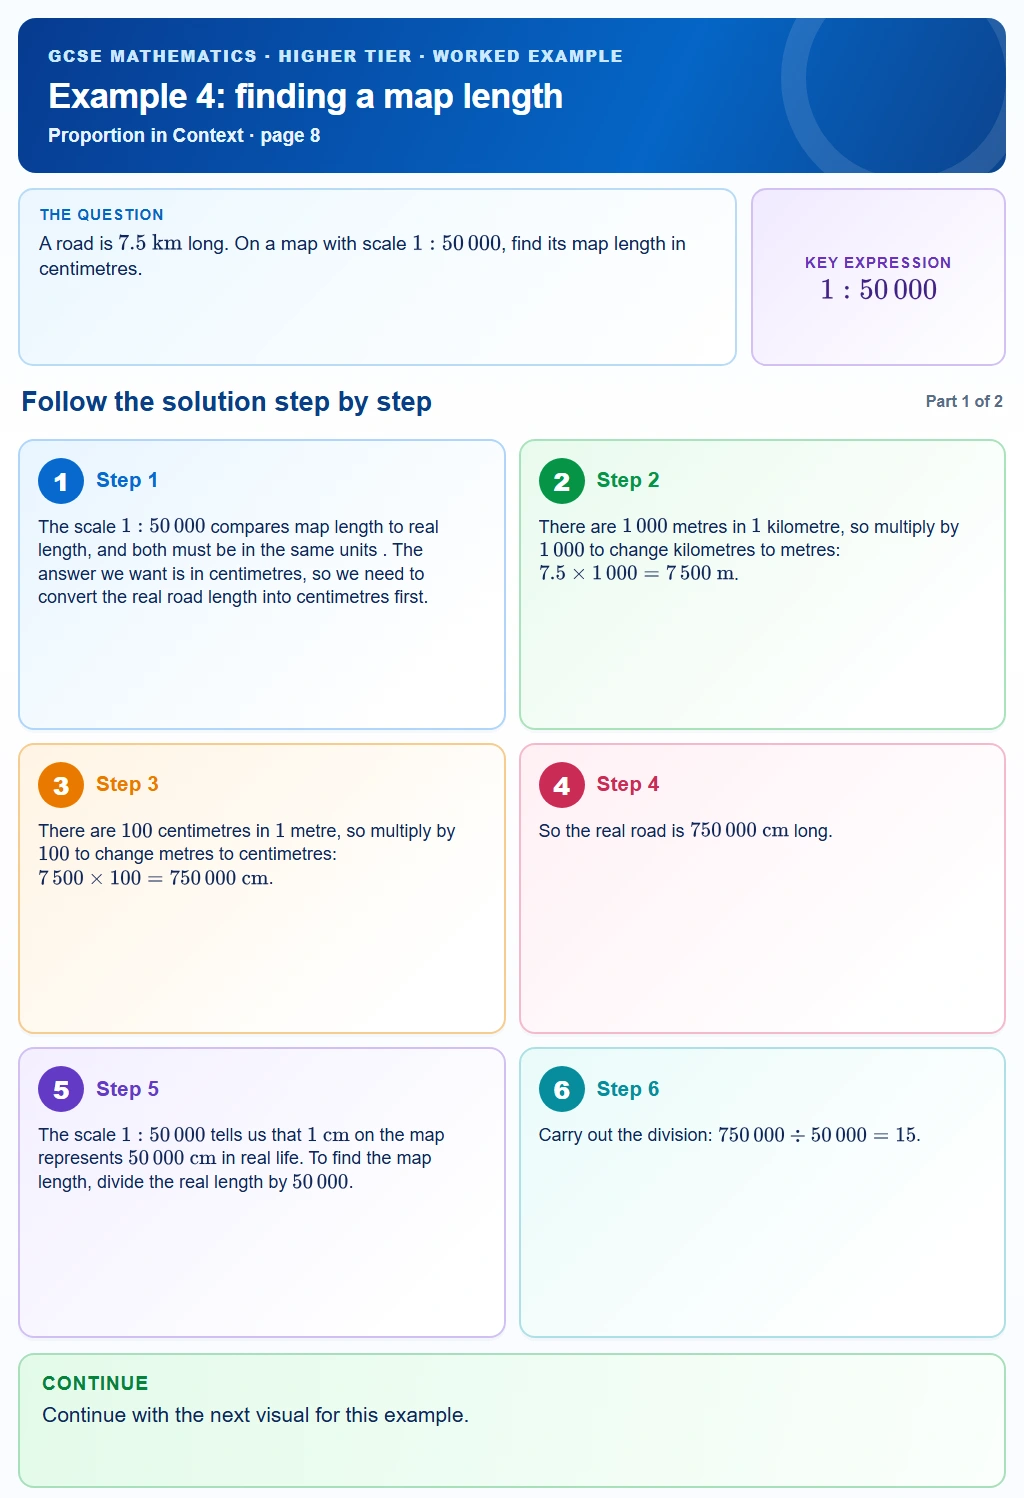 GCSE MATHEMATICS · HIGHER TIER · WORKED EXAMPLE
Example 4: finding a map length
Proportion in Context · page 8
THE QUESTION
A road is 7.5 km long. On a map with scale 1 : 50 000, find its map length in
centimetres.
KEY EXPRESSION
1 : 50 000
Follow the solution step by step
Part 1 of 2
1 Step 1
The scale 1 : 50 000 compares map length to real
length, and both must be in the same units . The
answer we want is in centimetres, so we need to
convert the real road length into centimetres first.
2 Step 2
There are 1 000 metres in 1 kilometre, so multiply by
1 000 to change kilometres to metres:
7.5 × 1 000 = 7 500 m.
3 Step 3
There are 100 centimetres in 1 metre, so multiply by
100 to change metres to centimetres:
7 500 × 100 = 750 000 cm.
4 Step 4
So the real road is 750 000 cm long.
5 Step 5
The scale 1 : 50 000 tells us that 1 cm on the map
represents 50 000 cm in real life. To find the map
length, divide the real length by 50 000.
6 Step 6
Carry out the division: 750 000 ÷ 50 000 = 15.
CONTINUE
Continue with the next visual for this example.